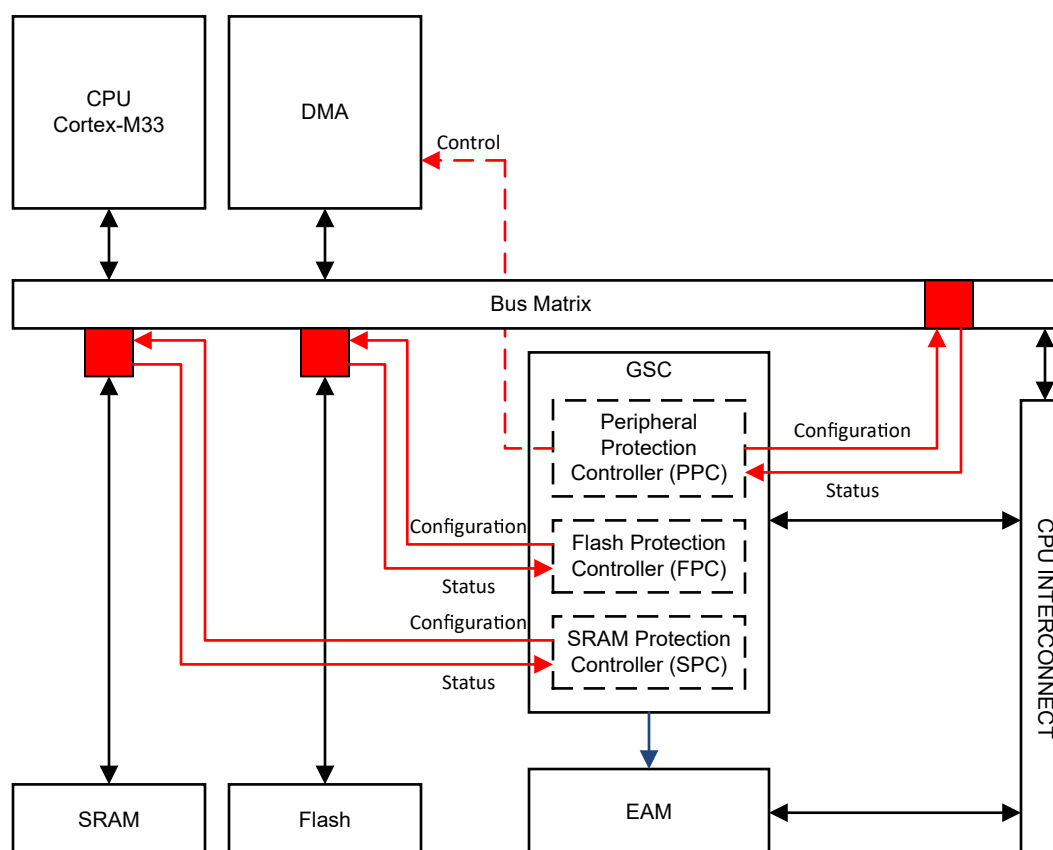 CPU
Cortex-M33
DMA
Control
Bus Matrix
GSC
Peripheral
Protection
Controller (PPC)
Configuration
Status
Configuration
Flash Protection
Controller (FPC)
Status
Configuration
SRAM Protection
Controller (SPC)
Status
CPU INTERCONNECT
SRAM
Flash
EAM